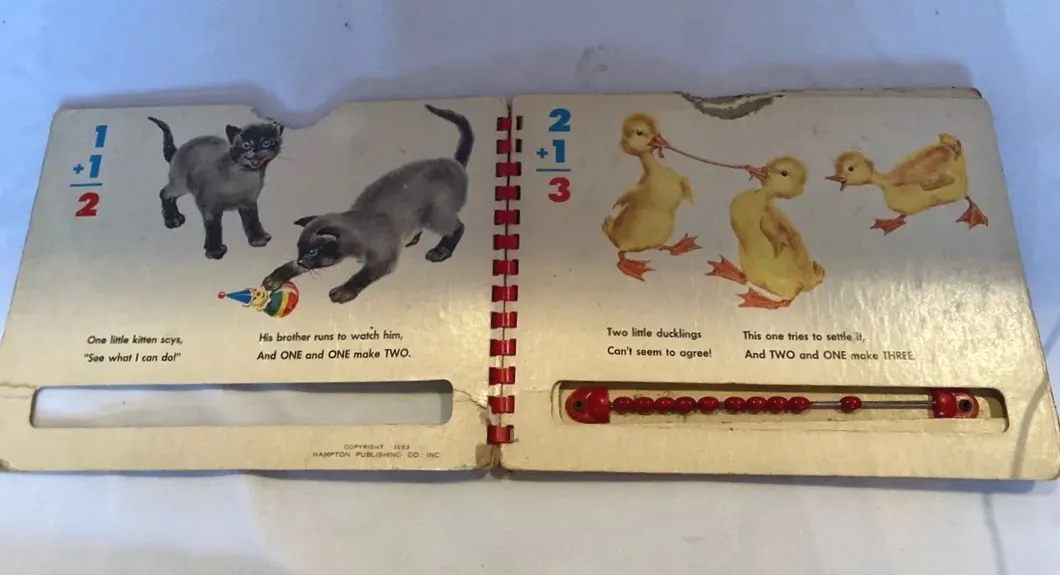 1
+1
2
One little kitten says,
"See what I can do!"
His brother runs to watch him,
And ONE and ONE make TWO.
COPYRIGHT 1953
HAMPTON PUBLISHING CO. INC.
2
+1
3
Two little ducklings
Can't seem to agree!
This one tries to settle it,
And TWO and ONE make THREE.